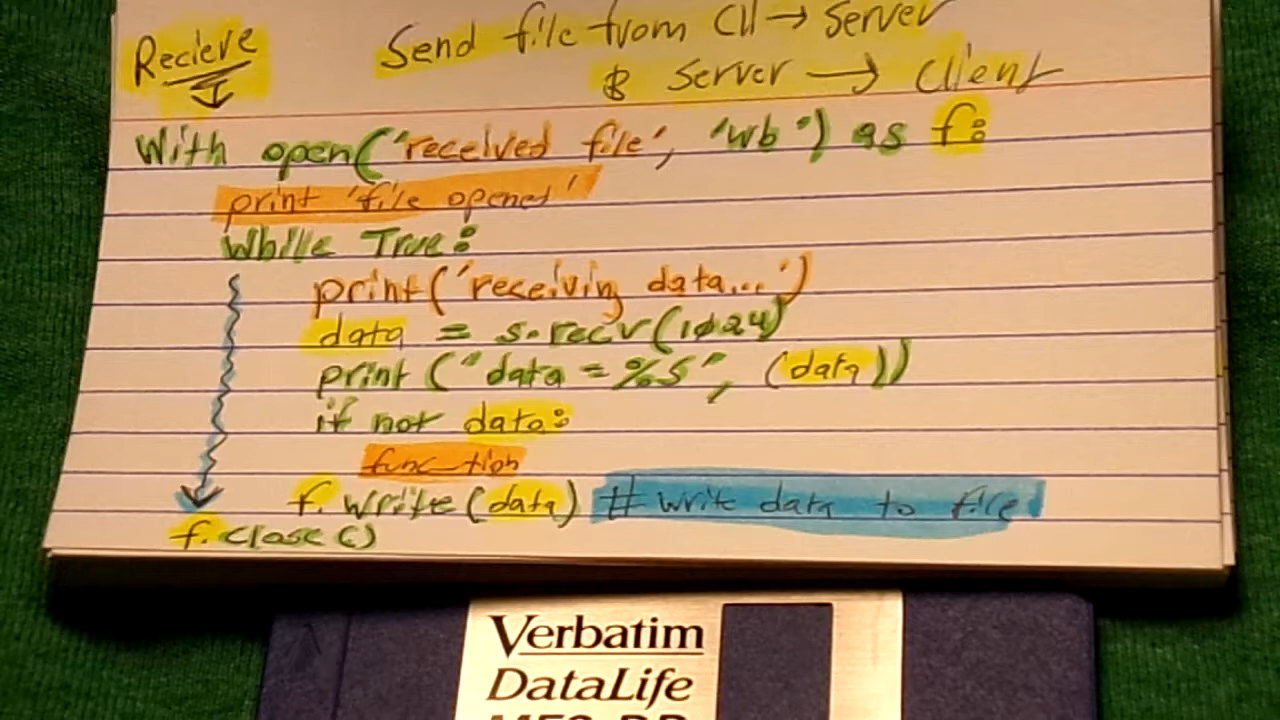 Recieve
Send file from Cli → Server
& Server → Client
With open('received file', 'wb') as f:
print 'file opened'
While True:
print('receiving data...')
data = s.recv(1024)
print ("data = %s", (data))
if not data:
function
f.write(data) # write data to file
f.close()
Verbatim
DataLife